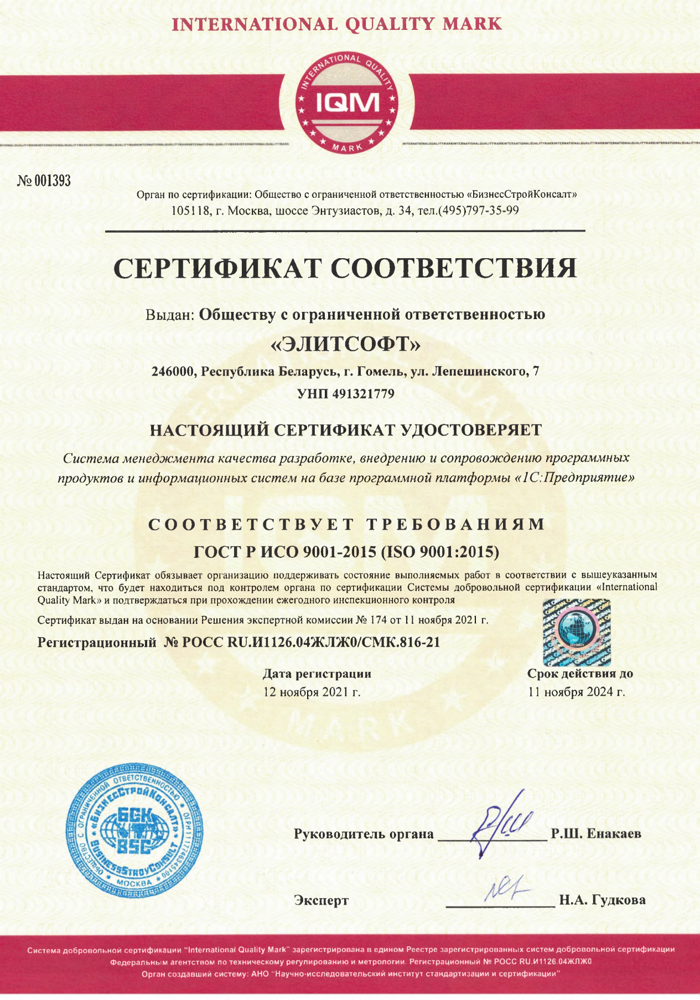 INTERNATIONAL QUALITY MARK
INTERNATIONAL QUALITY
IQM
MARK
№ 001393
Орган по сертификации: Общество с ограниченной ответственностью «БизнесСтройКонсалт»
105118, г. Москва, шоссе Энтузиастов, д. 34, тел.(495)797-35-99
СЕРТИФИКАТ СООТВЕТСТВИЯ
Выдан: Обществу с ограниченной ответственностью
«ЭЛИТСОФТ»
246000, Республика Беларусь, г. Гомель, ул. Лепешинского, 7
УНП 491321779
НАСТОЯЩИЙ СЕРТИФИКАТ УДОСТОВЕРЯЕТ
Система менеджмента качества разработке, внедрению и сопровождению программных
продуктов и информационных систем на базе программной платформы «1С:Предприятие»
СООТВЕТСТВУЕТ ТРЕБОВАНИЯМ
ГОСТ Р ИСО 9001-2015 (ISO 9001:2015)
Настоящий Сертификат обязывает организацию поддерживать состояние выполняемых работ в соответствии с вышеуказанным
стандартом, что будет находиться под контролем органа по сертификации Системы добровольной сертификации «International
Quality Mark» и подтверждаться при прохождении ежегодного инспекционного контроля
Сертификат выдан на основании Решения экспертной комиссии № 174 от 11 ноября 2021 г.
Регистрационный № РОСС RU.И1126.04ЖЛЖ0/СМК.816-21
Дата регистрации
12 ноября 2021 г.
Срок действия до
11 ноября 2024 г.
ОБЩЕСТВО С ОГРАНИЧЕННОЙ ОТВЕТСТВЕННОСТЬЮ
«БизнесСтройКонсалт»
БСК
BSC
BusinessStroyConsult
МОСКВА
Руководитель органа Р.Ш. Енакаев
Эксперт Н.А. Гудкова
Система добровольной сертификации "International Quality Mark" зарегистрирована в едином Реестре зарегистрированных систем добровольной сертификации
Федеральным агентством по техническому регулированию и метрологии. Регистрационный № РОСС RU.И1126.04ЖЛЖ0
Орган создавший систему: АНО "Научно-исследовательский институт стандартизации и сертификации"